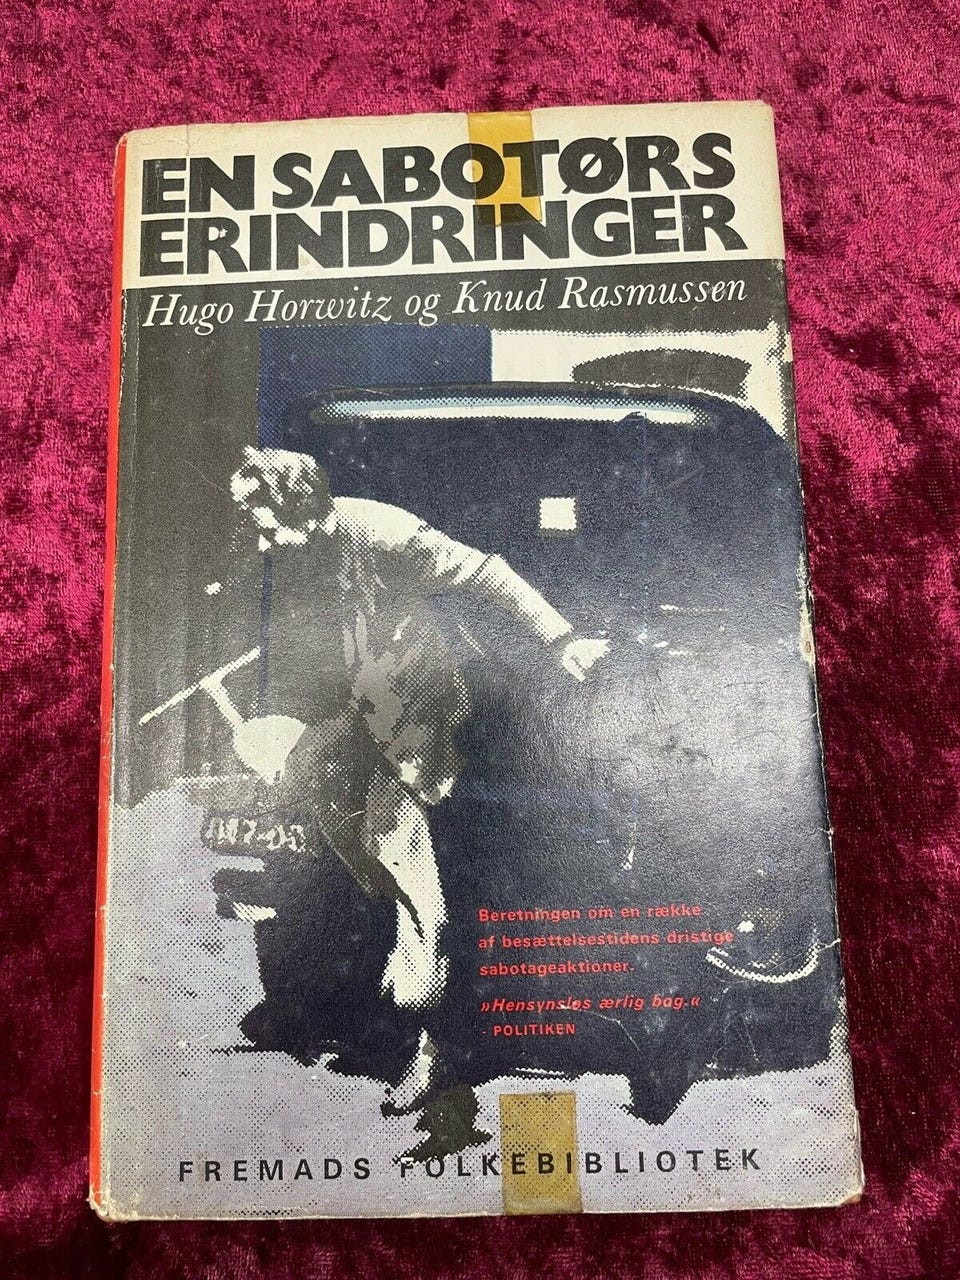 EN SABOTØRS
ERINDRINGER
Hugo Horwitz og Knud Rasmussen
Beretningen om en række
af besættelsestidens dristige
sabotageaktioner.
»Hensynsløs ærlig bog.«
- POLITIKEN
FREMADS FOLKEBIBLIOTEK